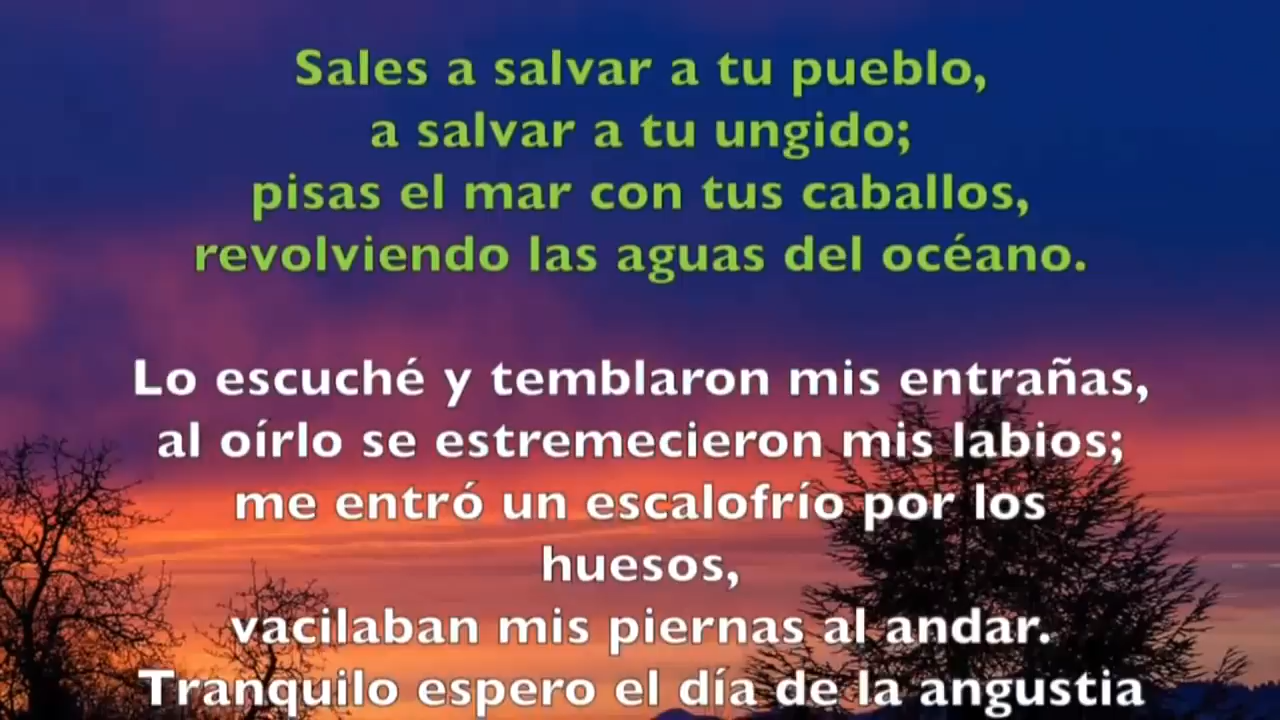 Sales a salvar a tu pueblo,
a salvar a tu ungido;
pisas el mar con tus caballos,
revolviendo las aguas del océano.
Lo escuché y temblaron mis entrañas,
al oírlo se estremecieron mis labios;
me entró un escalofrío por los
huesos,
vacilaban mis piernas al andar.
Tranquilo espero el día de la angustia